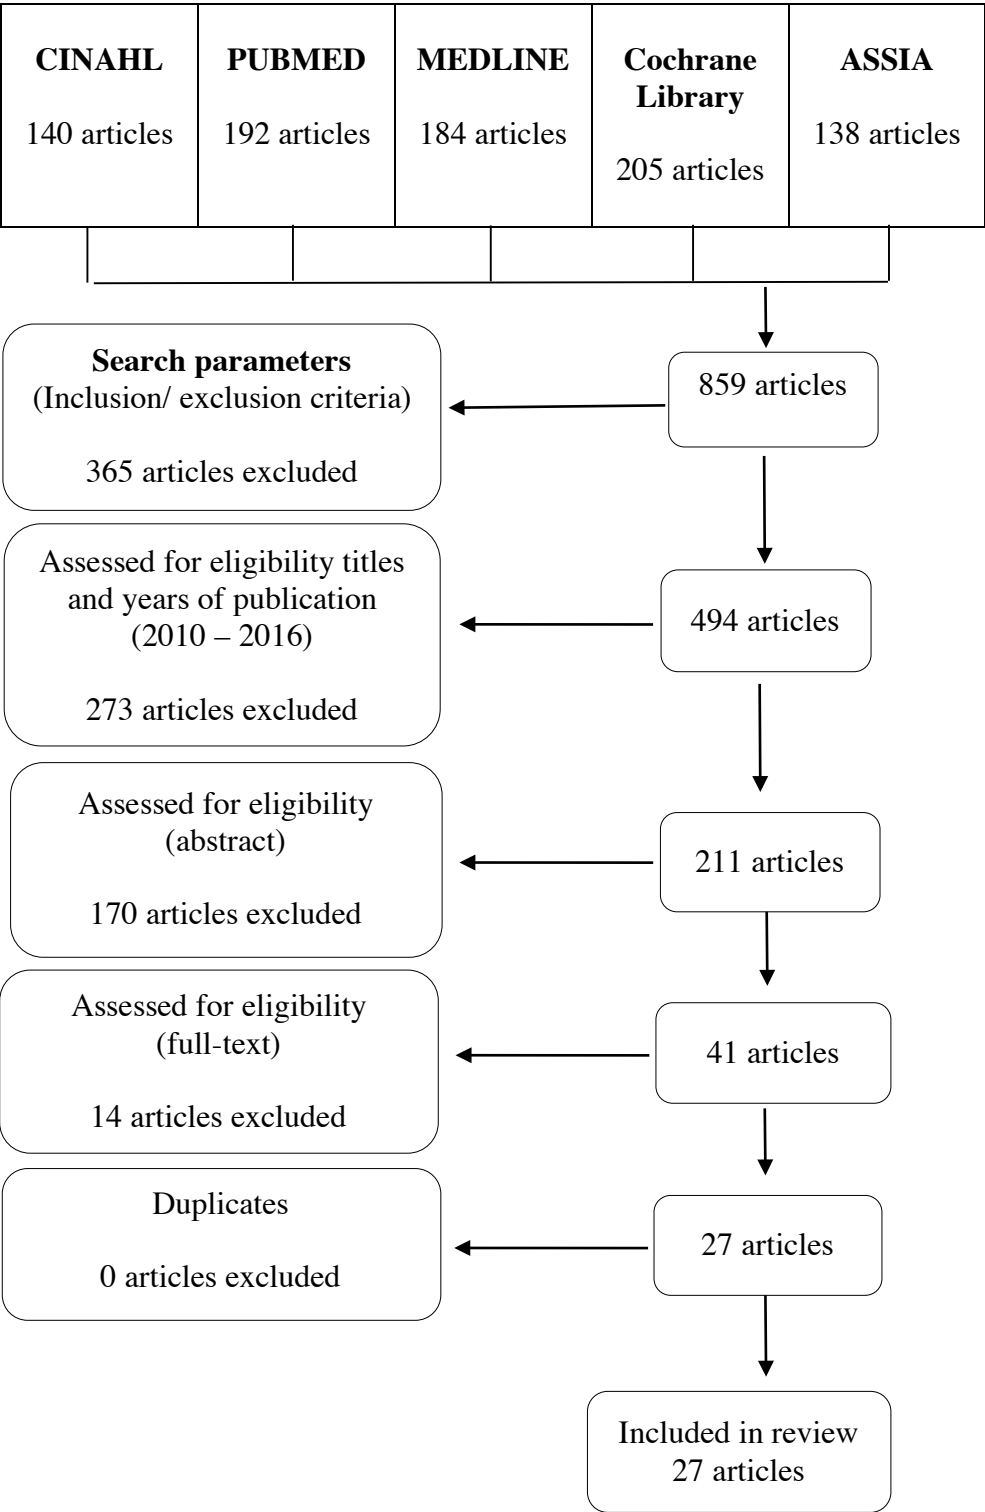 CINAHL
140 articles
PUBMED
192 articles
MEDLINE
184 articles
Cochrane
Library
205 articles
ASSIA
138 articles
859 articles
Search parameters
(Inclusion/ exclusion criteria)
365 articles excluded
494 articles
Assessed for eligibility titles
and years of publication
(2010 – 2016)
273 articles excluded
211 articles
Assessed for eligibility
(abstract)
170 articles excluded
41 articles
Assessed for eligibility
(full-text)
14 articles excluded
27 articles
Duplicates
0 articles excluded
Included in review
27 articles